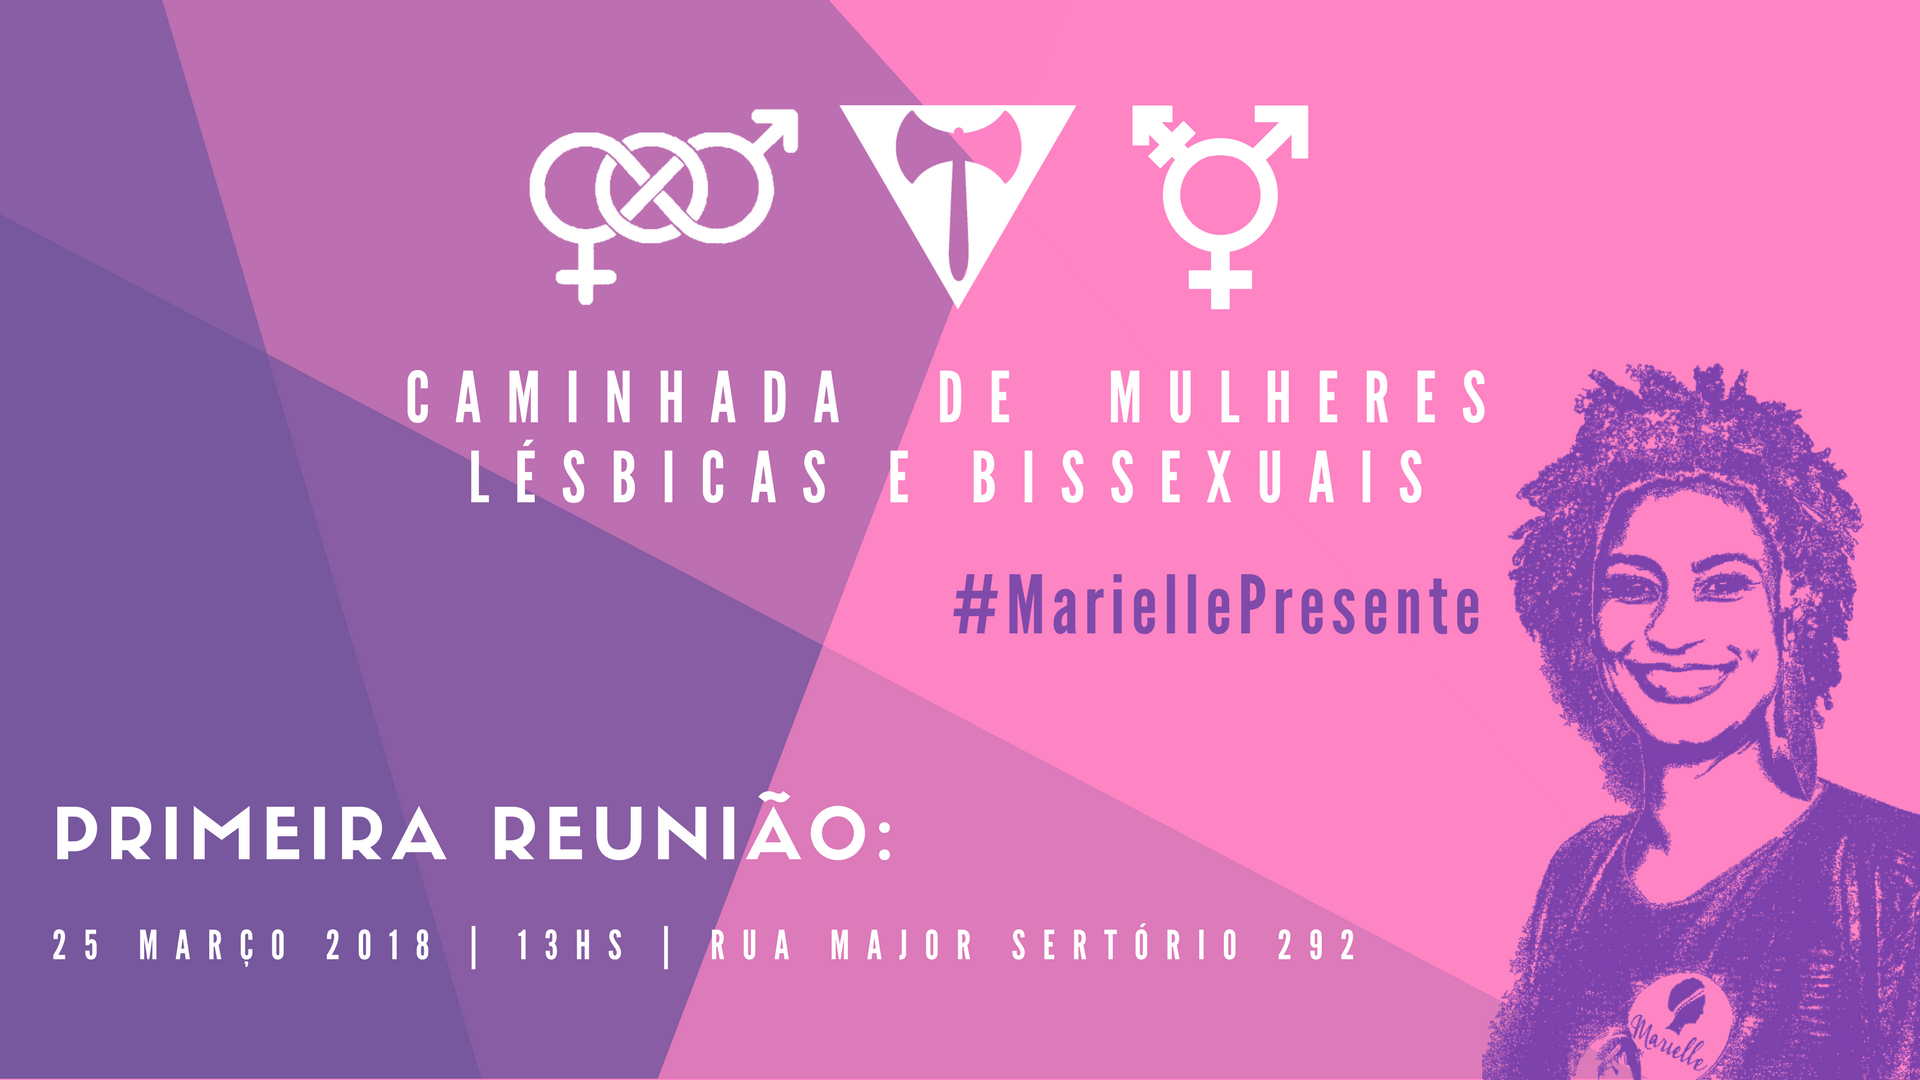 CAMINHADA DE MULHERES
LÉSBICAS E BISSEXUAIS
#MariellePresente
PRIMEIRA REUNIÃO:
25 MARÇO 2018 | 13HS | RUA MAJOR SERTÓRIO 292
Marielle